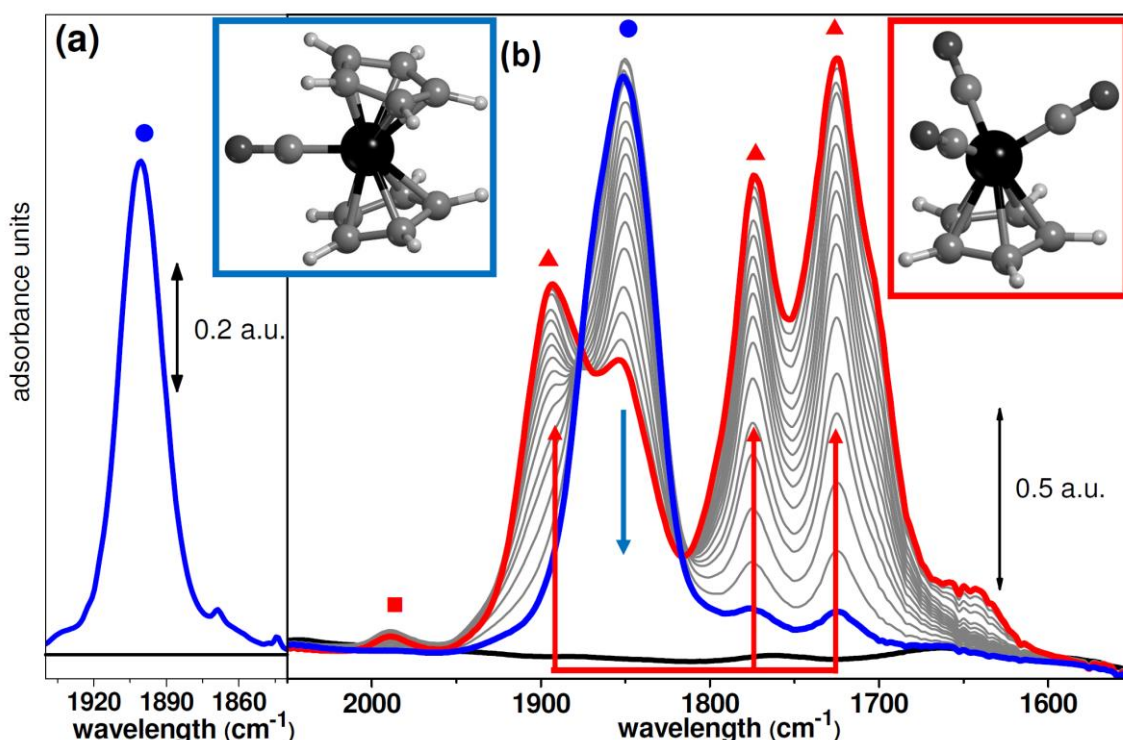 (a)
(b)
adsorbance units
0.2 a.u.
0.5 a.u.
1920 1890 1860
2000 1900 1800 1700 1600
wavelength (cm-1)
wavelength (cm-1)